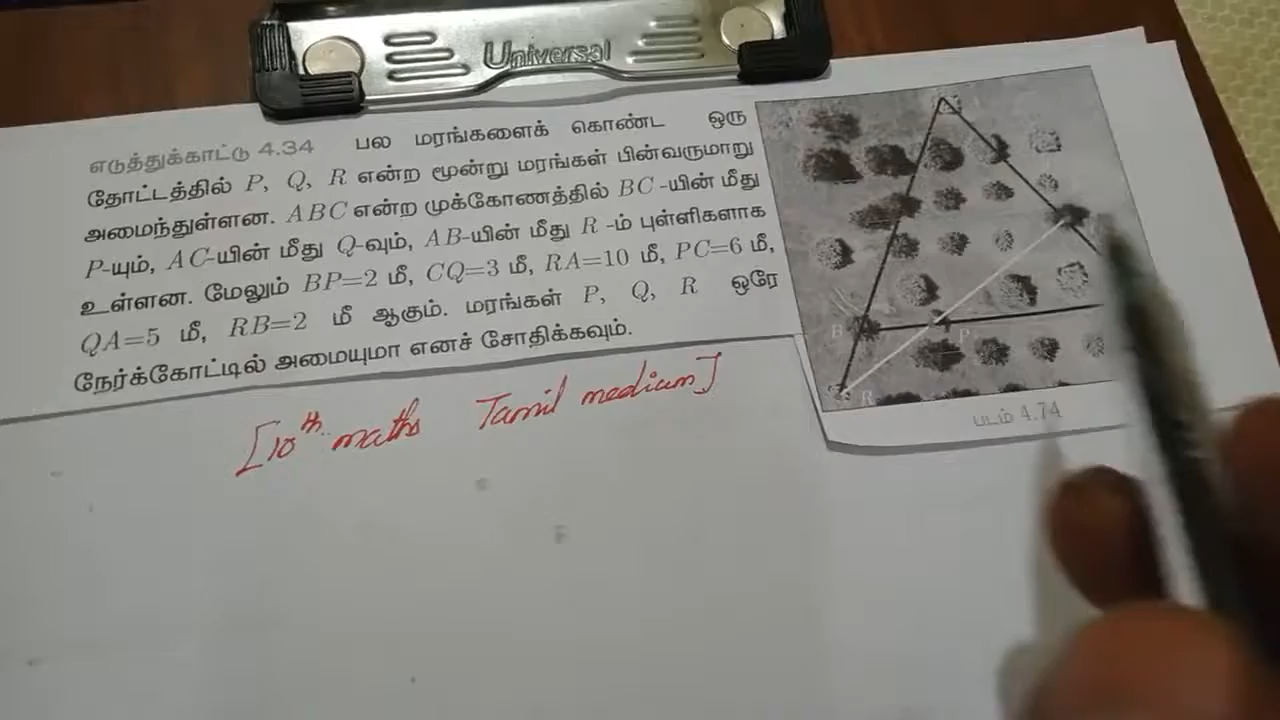 Universal
எடுத்துக்காட்டு 4.34 பல மரங்களைக் கொண்ட ஒரு
தோட்டத்தில் P, Q, R என்ற மூன்று மரங்கள் பின்வருமாறு
அமைந்துள்ளன. ABC என்ற முக்கோணத்தில் BC -யின் மீது
P-யும், AC-யின் மீது Q-வும், AB-யின் மீது R -ம் புள்ளிகளாக
உள்ளன. மேலும் BP=2 மீ, CQ=3 மீ, RA=10 மீ, PC=6 மீ,
QA=5 மீ, RB=2 மீ ஆகும். மரங்கள் P, Q, R ஒரே
நேர்க்கோட்டில் அமையுமா எனச் சோதிக்கவும்.
B
P
R
படம் 4.74
[10th maths Tamil medium]